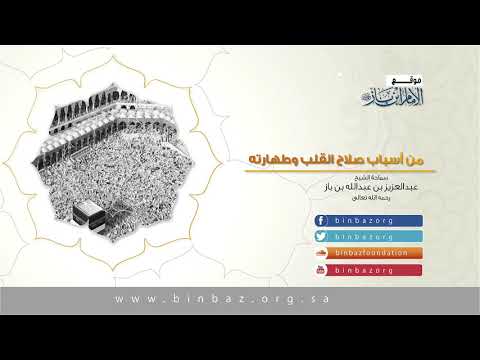 موقع
الإمام ابن باز
من أسباب صلاح القلب وطهارته
سماحة الشيخ
عبدالعزيز بن عبدالله بن باز
رحمه الله تعالى
binbazorg
binbazorg
binbazfoundation
binbazorg
www.binbaz.org.sa